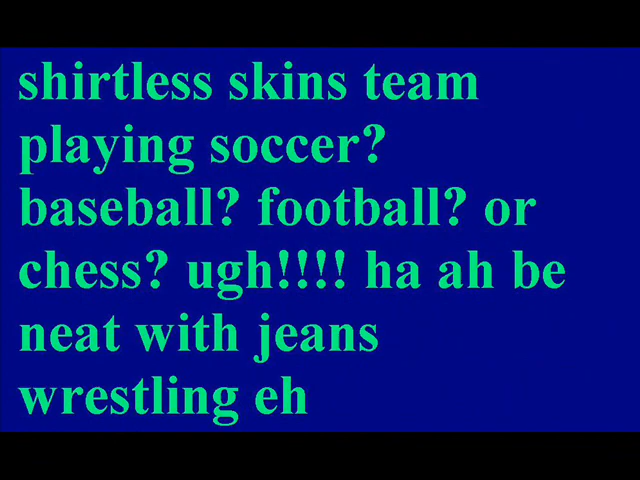 shirtless skins team
playing soccer?
baseball? football? or
chess? ugh!!!! ha ah be
neat with jeans
wrestling eh